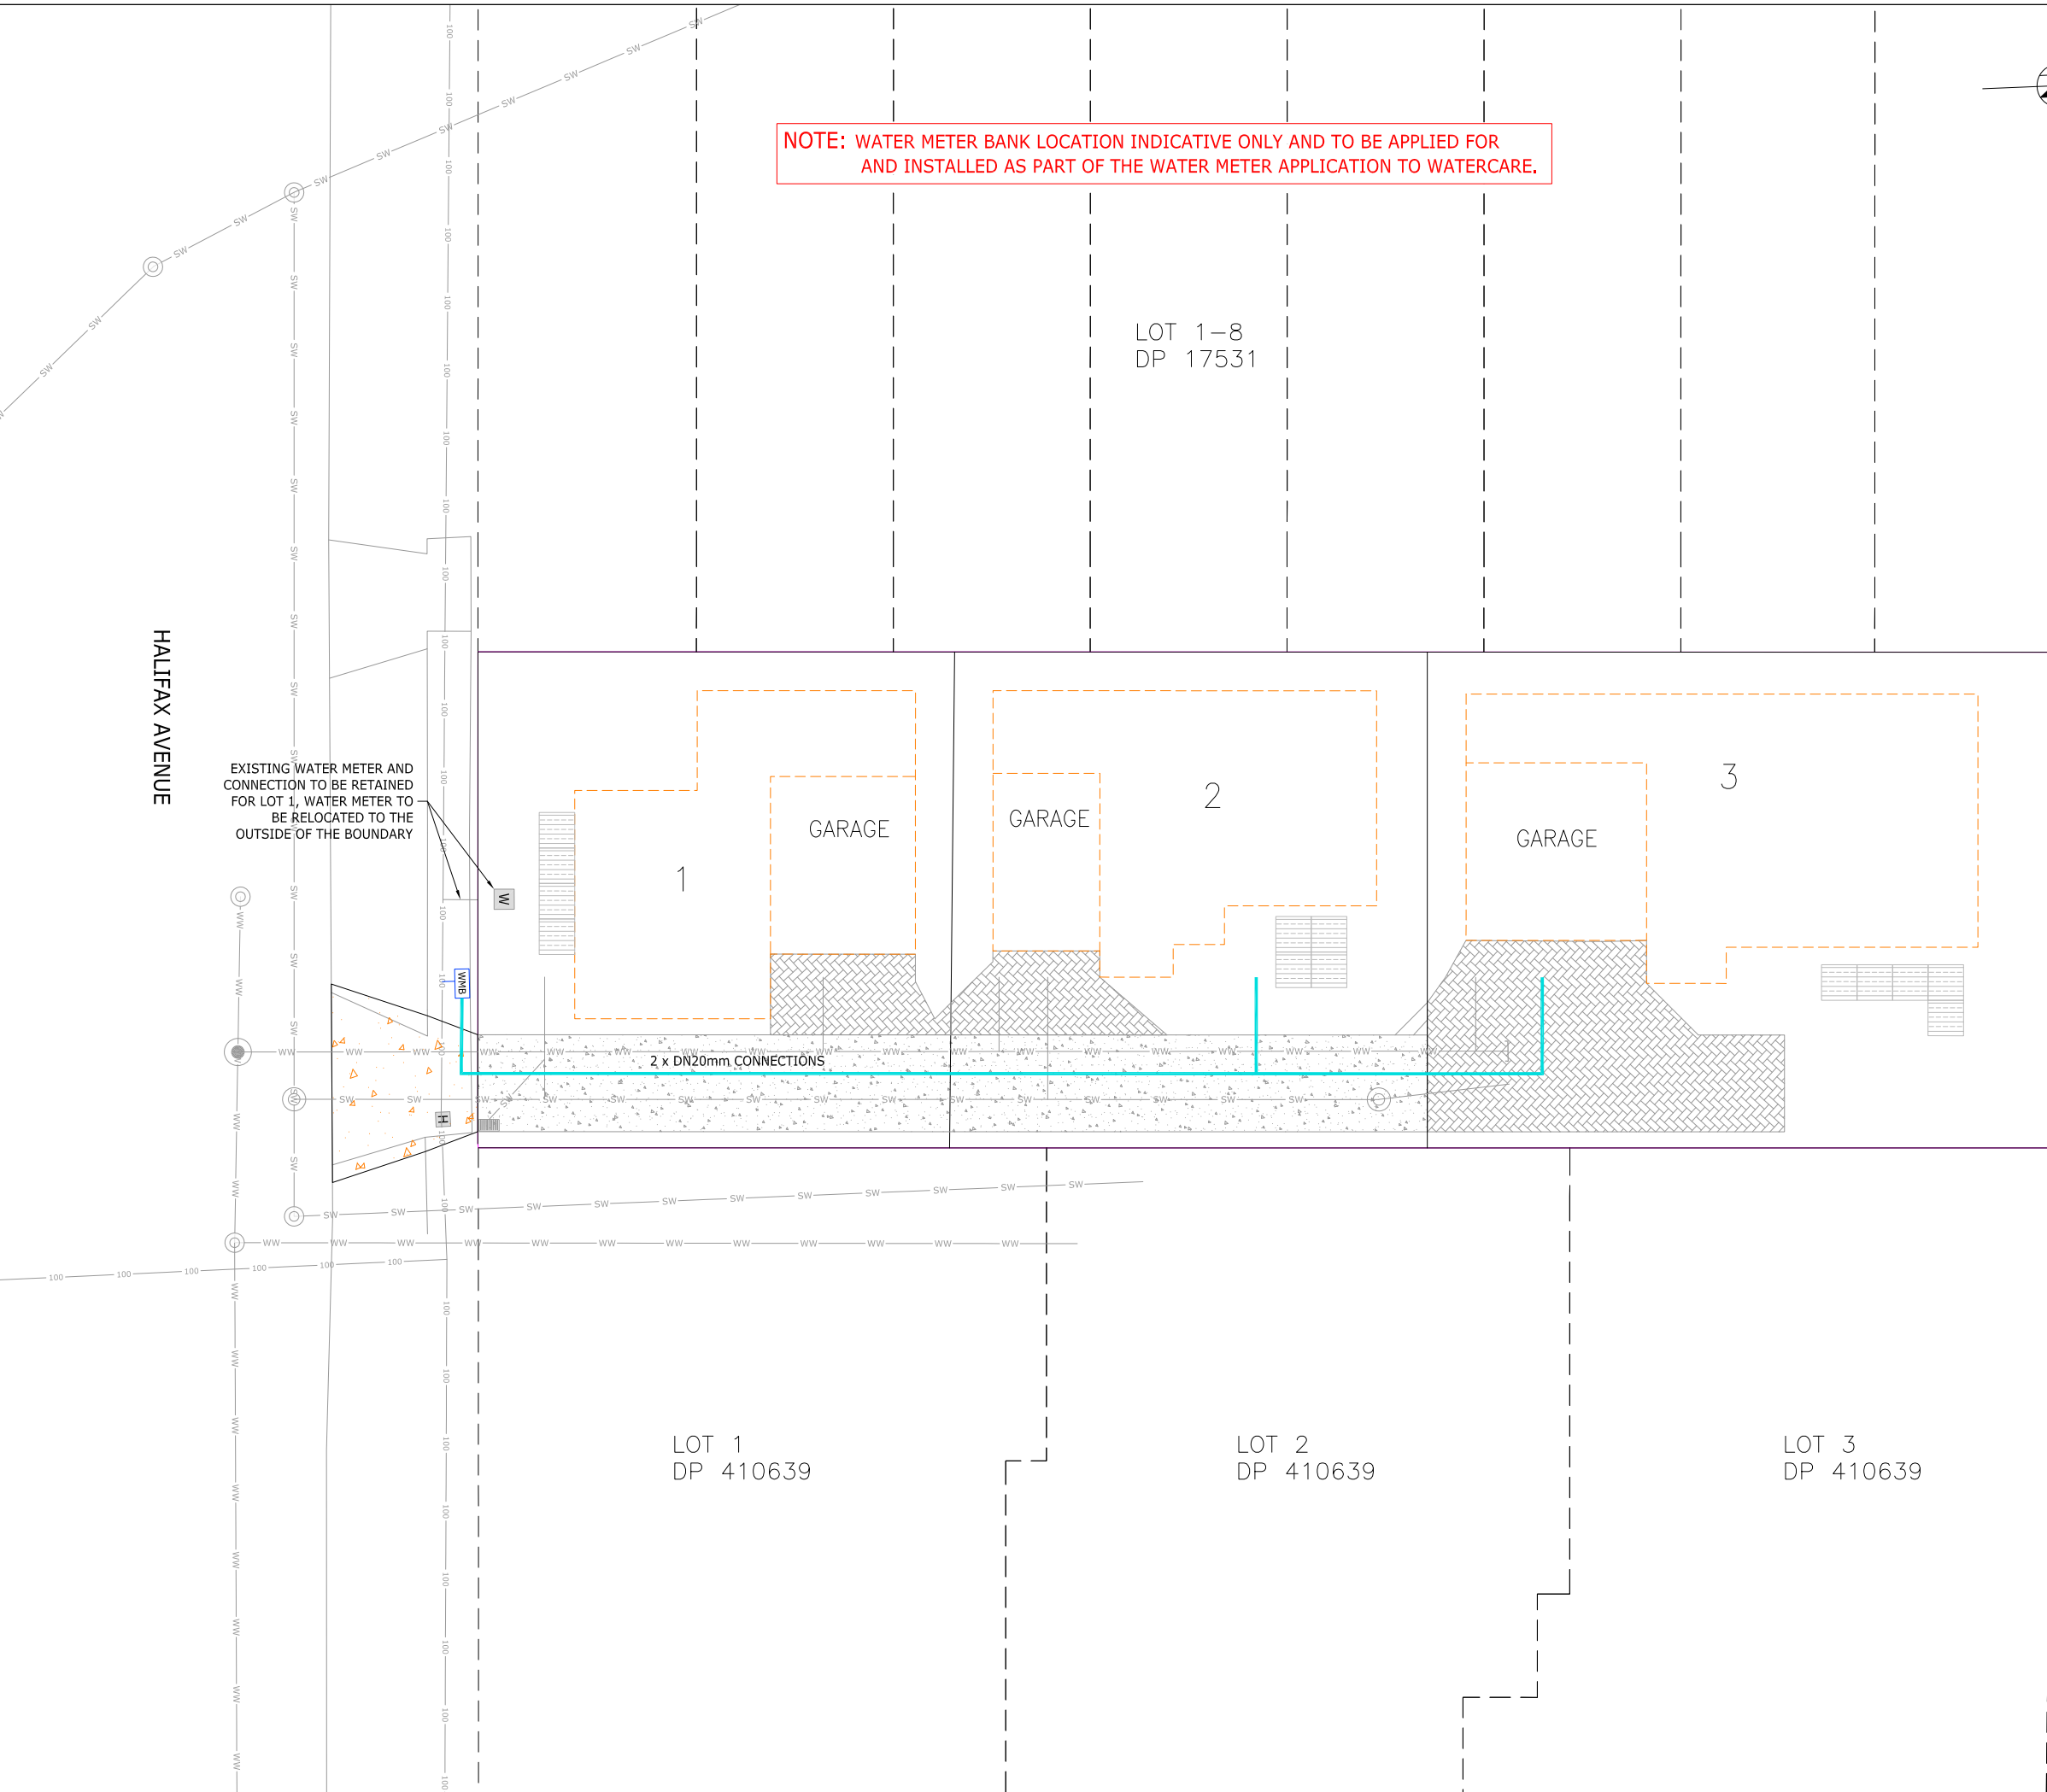 NOTE: WATER METER BANK LOCATION INDICATIVE ONLY AND TO BE APPLIED FOR
AND INSTALLED AS PART OF THE WATER METER APPLICATION TO WATERCARE.
LOT 1-8
DP 17531
HALIFAX AVENUE
EXISTING WATER METER AND
CONNECTION TO BE RETAINED
FOR LOT 1, WATER METER TO
BE RELOCATED TO THE
OUTSIDE OF THE BOUNDARY
W
WMB
H
1
GARAGE
GARAGE
2
GARAGE
3
2 x DN20mm CONNECTIONS
SW
WW
100
LOT 1
DP 410639
LOT 2
DP 410639
LOT 3
DP 410639